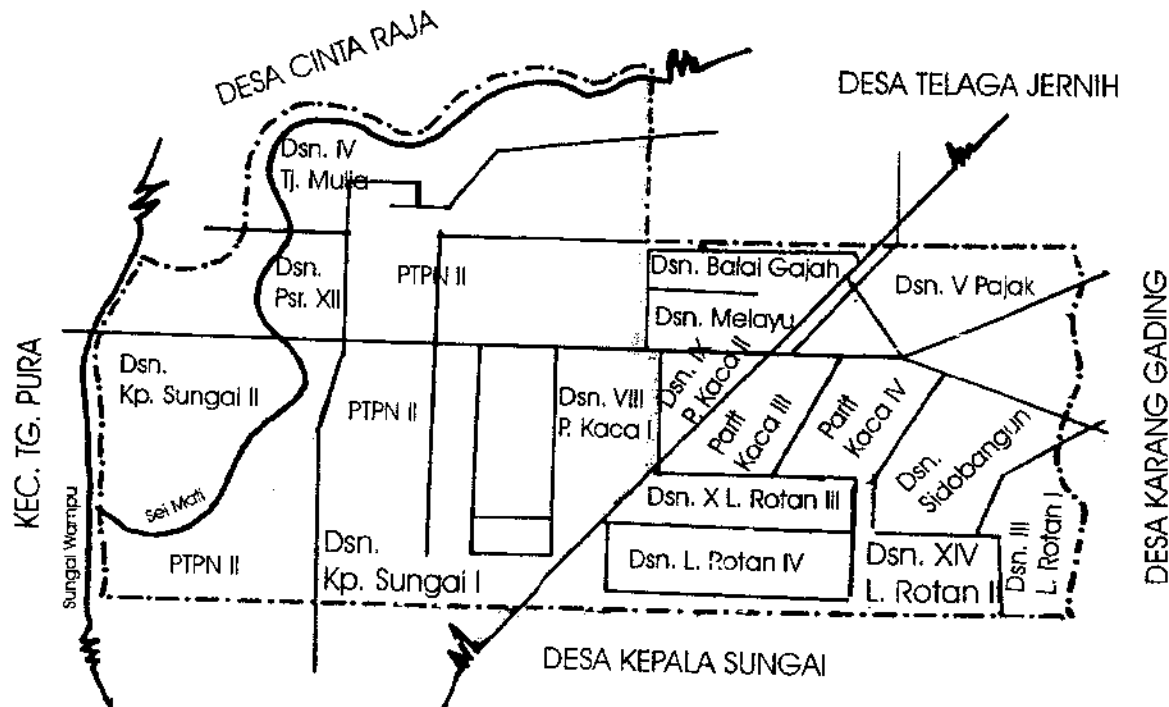 DESA CINTA RAJA
DESA TELAGA JERNIH
Dsn. IV
Tj. Mulia
Dsn.
Psr. XII
PTPN II
Dsn. Balai Gajah
Dsn. V Pajak
Dsn. Melayu
Dsn.
Kp. Sungai II
PTPN II
Dsn. VIII
P. Kaca I
Dsn. IX
P. Kaca II
Parit
Kaca III
Parit
Kaca IV
Dsn.
Sidobangun
KEC. TG. PURA
DESA KARANG GADING
Sei Mati
Sungai Wampu
PTPN II
Dsn.
Kp. Sungai I
Dsn. X L. Rotan III
Dsn. L. Rotan IV
Dsn. XIV
L. Rotan II
Dsn. III
L. Rotan I
DESA KEPALA SUNGAI